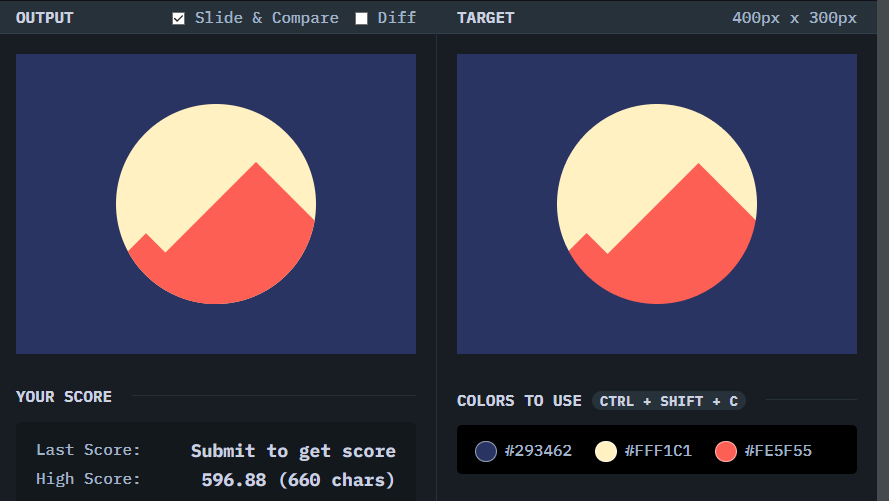 OUTPUT
Slide & Compare
Diff
TARGET
400px x 300px
YOUR SCORE
Last Score:
Submit to get score
High Score:
596.88 (660 chars)
COLORS TO USE
CTRL + SHIFT + C
#293462
#FFF1C1
#FE5F55